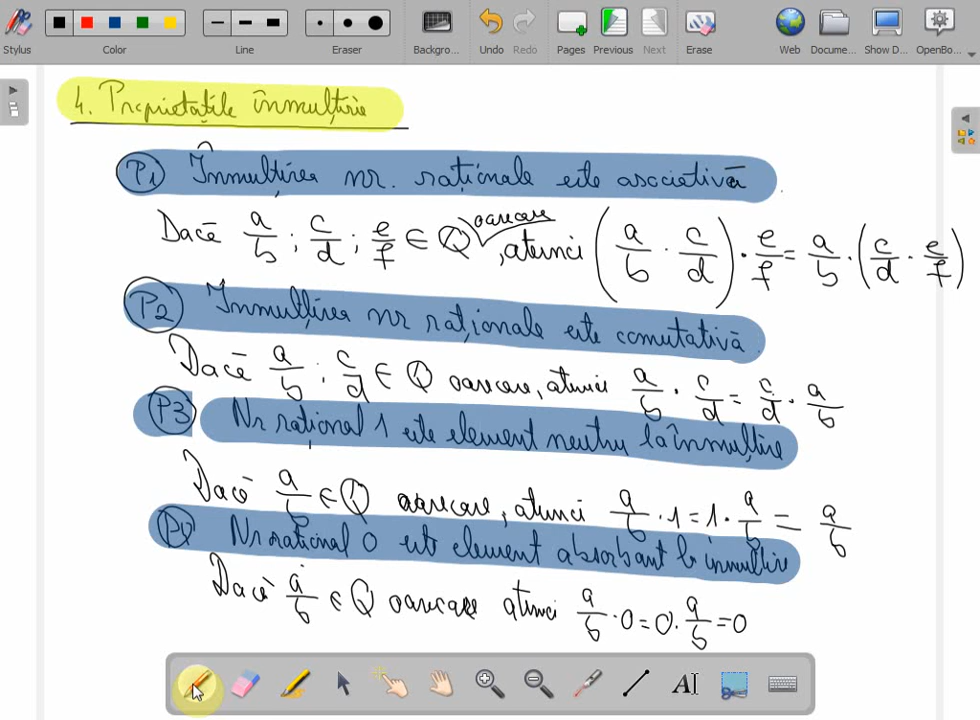 Stylus Color Line Eraser Backgro... Undo Redo Pages Previous Next Erase Web Docume... Show D... OpenBo...
4. Proprietățile înmulțirie
P1 Înmulțirea nr. raționale este asociativă
Dacă a/b ; c/d ; e/f ∈ Q oarecare, atunci (a/b · c/d) · e/f = a/b · (c/d · e/f)
P2 Înmulțirea nr raționale este comutativă
Dacă a/b ; c/d ∈ Q oarecare, atunci a/b · c/d = c/d · a/b
P3 Nr rațional 1 este element neutru la înmulțire
Dacă a/b ∈ Q oarecare, atunci a/b · 1 = 1 · a/b = a/b
P4 Nr rațional 0 este element absorbant la înmulțire
Dacă a/b ∈ Q oarecare atunci a/b · 0 = 0 · a/b = 0